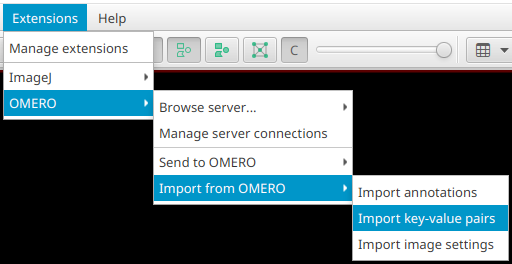 Extensions
Help
Manage extensions
ImageJ
OMERO
C
Browse server...
Manage server connections
Send to OMERO
Import from OMERO
Import annotations
Import key-value pairs
Import image settings